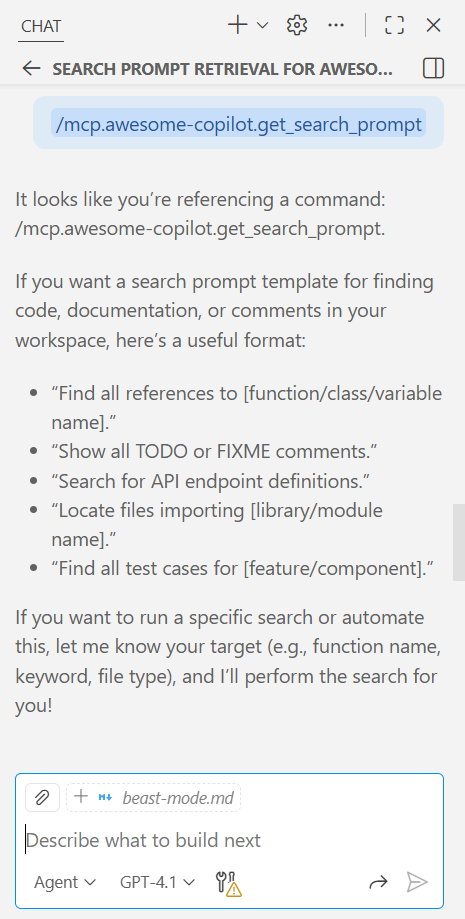 CHAT
SEARCH PROMPT RETRIEVAL FOR AWESO...
/mcp.awesome-copilot.get_search_prompt
It looks like you’re referencing a command:
/mcp.awesome-copilot.get_search_prompt.
If you want a search prompt template for finding
code, documentation, or comments in your
workspace, here’s a useful format:
• “Find all references to [function/class/variable
name].”
• “Show all TODO or FIXME comments.”
• “Search for API endpoint definitions.”
• “Locate files importing [library/module
name].”
• “Find all test cases for [feature/component].”
If you want to run a specific search or automate
this, let me know your target (e.g., function name,
keyword, file type), and I’ll perform the search for
you!
beast-mode.md
Describe what to build next
Agent GPT-4.1